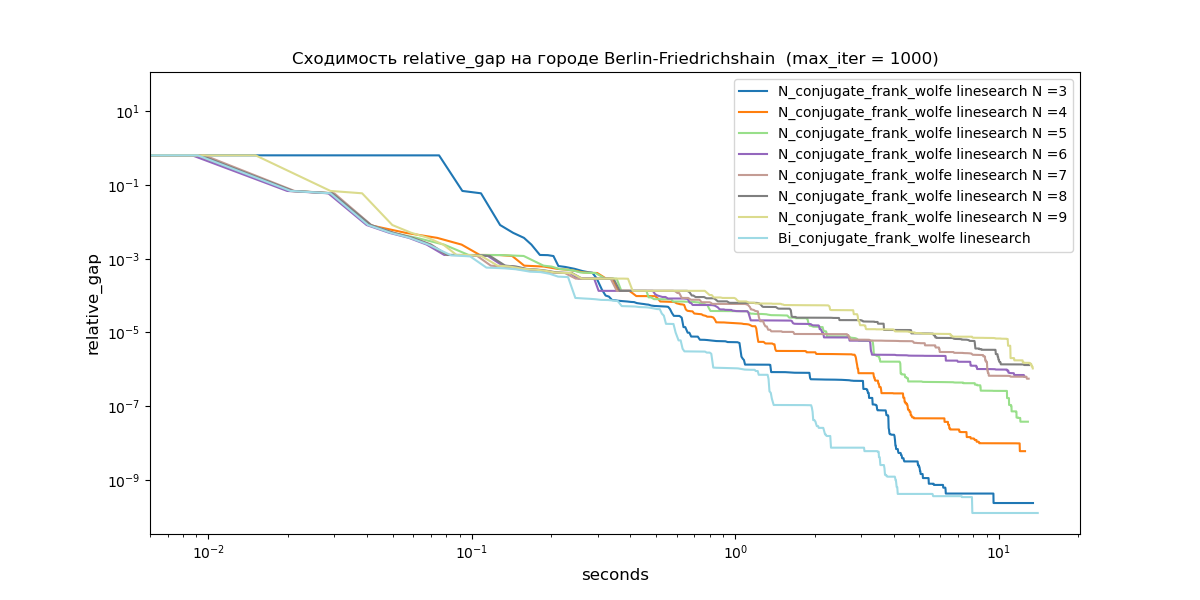 Сходимость relative_gap на городе Berlin-Friedrichshain (max_iter = 1000)
N_conjugate_frank_wolfe linesearch N =3
N_conjugate_frank_wolfe linesearch N =4
N_conjugate_frank_wolfe linesearch N =5
N_conjugate_frank_wolfe linesearch N =6
N_conjugate_frank_wolfe linesearch N =7
N_conjugate_frank_wolfe linesearch N =8
N_conjugate_frank_wolfe linesearch N =9
Bi_conjugate_frank_wolfe linesearch
relative_gap
10¹
10⁻¹
10⁻³
10⁻⁵
10⁻⁷
10⁻⁹
10⁻² 10⁻¹ 10⁰ 10¹
seconds